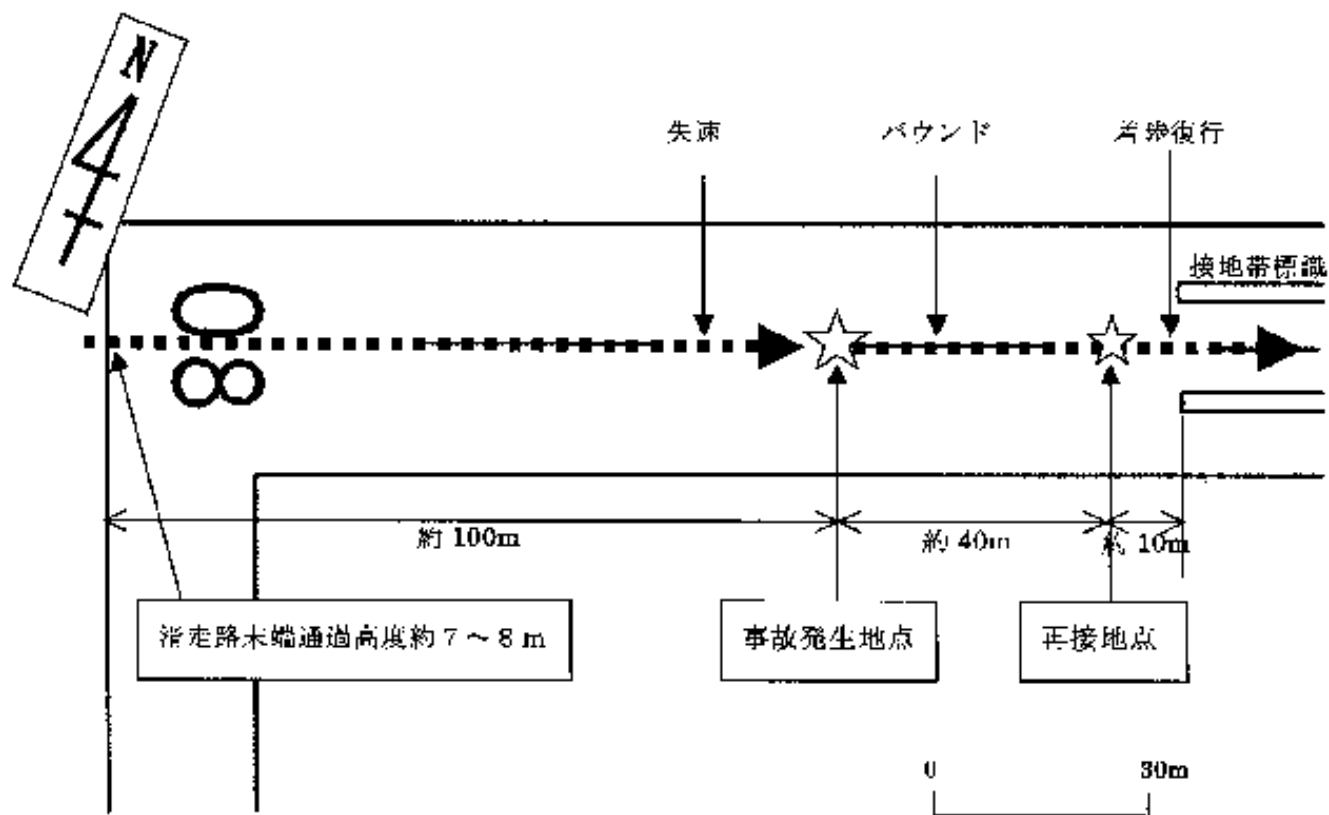 N
失速
バウンド
着陸復行
接地帯標識
08
約 100m
約 40m
約 10m
滑走路末端通過高度約7～8m
事故発生地点
再接地点
0
30m